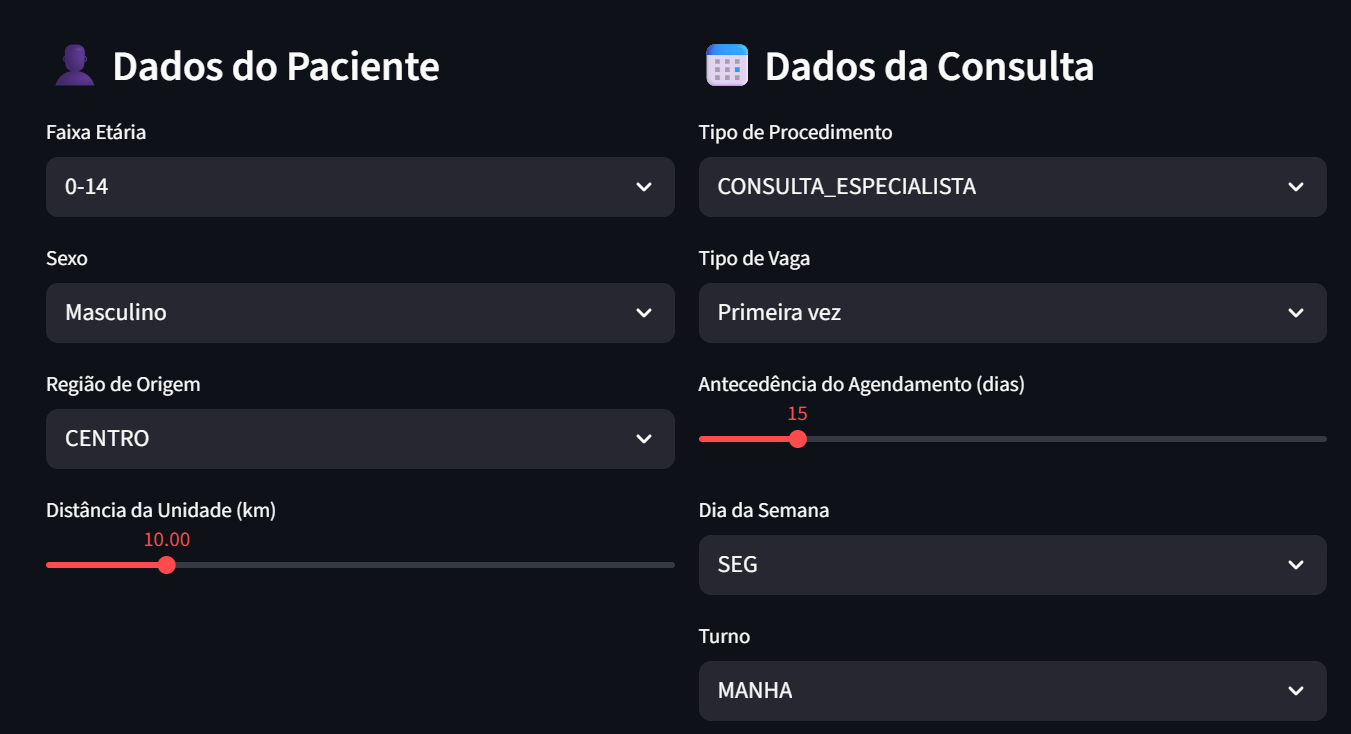 Dados do Paciente
Faixa Etária
0-14
Sexo
Masculino
Região de Origem
CENTRO
Distância da Unidade (km)
10.00
Dados da Consulta
Tipo de Procedimento
CONSULTA_ESPECIALISTA
Tipo de Vaga
Primeira vez
Antecedência do Agendamento (dias)
15
Dia da Semana
SEG
Turno
MANHA